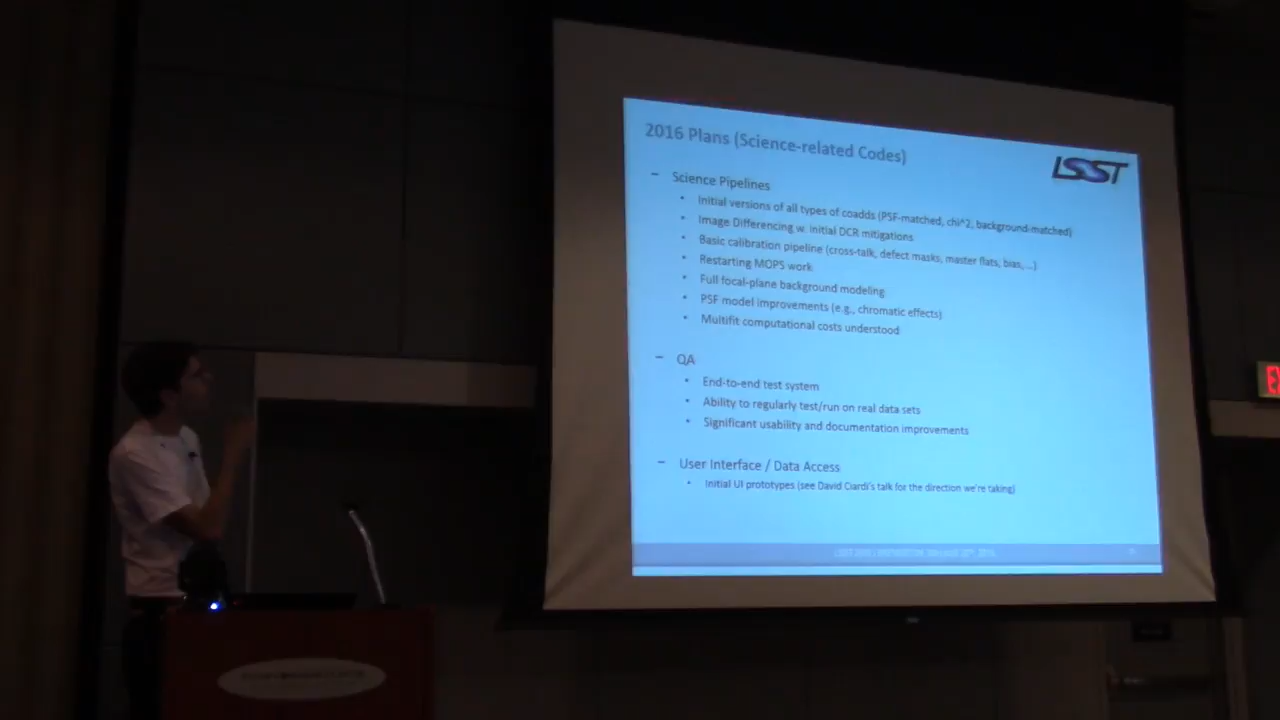 2016 Plans (Science-related Codes)
LSST
– Science Pipelines
• Initial versions of all types of coadds (PSF-matched, chi^2, background-matched)
• Image Differencing w. initial DCR mitigations
• Basic calibration pipeline (cross-talk, defect masks, master flats, bias, ...)
• Restarting MOPS work
• Full focal-plane background modeling
• PSF model improvements (e.g., chromatic effects)
• Multifit computational costs understood
– QA
• End-to-end test system
• Ability to regularly test/run on real data sets
• Significant usability and documentation improvements
– User Interface / Data Access
• Initial UI prototypes (see David Ciardi's talk for the direction we're taking)